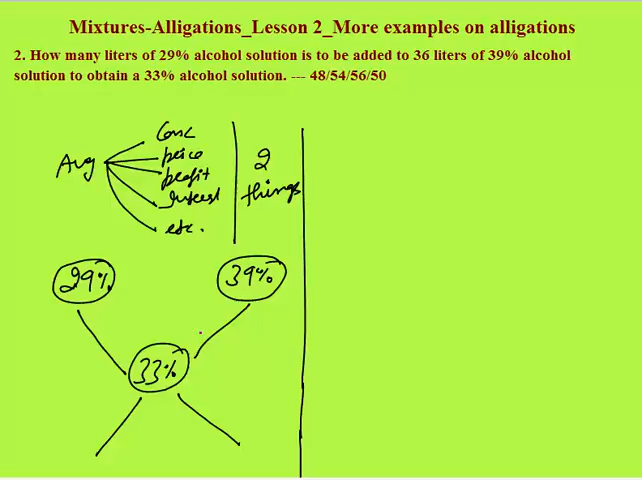 Mixtures-Alligations_Lesson 2_More examples on alligations
2. How many liters of 29% alcohol solution is to be added to 36 liters of 39% alcohol
solution to obtain a 33% alcohol solution. --- 48/54/56/50
Conc
Avg price 2
profit things
Interest
etc.
29% 39%
33%